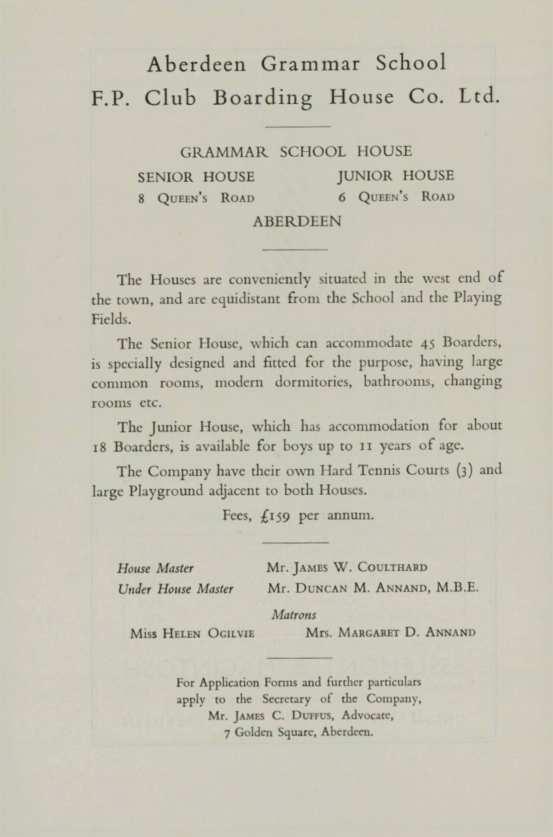 Aberdeen Grammar School
F.P. Club Boarding House Co. Ltd.
GRAMMAR SCHOOL HOUSE
SENIOR HOUSE JUNIOR HOUSE
8 Queen's Road 6 Queen's Road
ABERDEEN
The Houses are conveniently situated in the west end of
the town, and are equidistant from the School and the Playing
Fields.
The Senior House, which can accommodate 45 Boarders,
is specially designed and fitted for the purpose, having large
common rooms, modern dormitories, bathrooms, changing
rooms etc.
The Junior House, which has accommodation for about
18 Boarders, is available for boys up to 11 years of age.
The Company have their own Hard Tennis Courts (3) and
large Playground adjacent to both Houses.
Fees, £159 per annum.
House Master Mr. James W. Coulthard
Under House Master Mr. Duncan M. Annand, M.B.E.
Matrons
Miss Helen Ogilvie Mrs. Margaret D. Annand
For Application Forms and further particulars
apply to the Secretary of the Company,
Mr. James C. Duffus, Advocate,
7 Golden Square, Aberdeen.